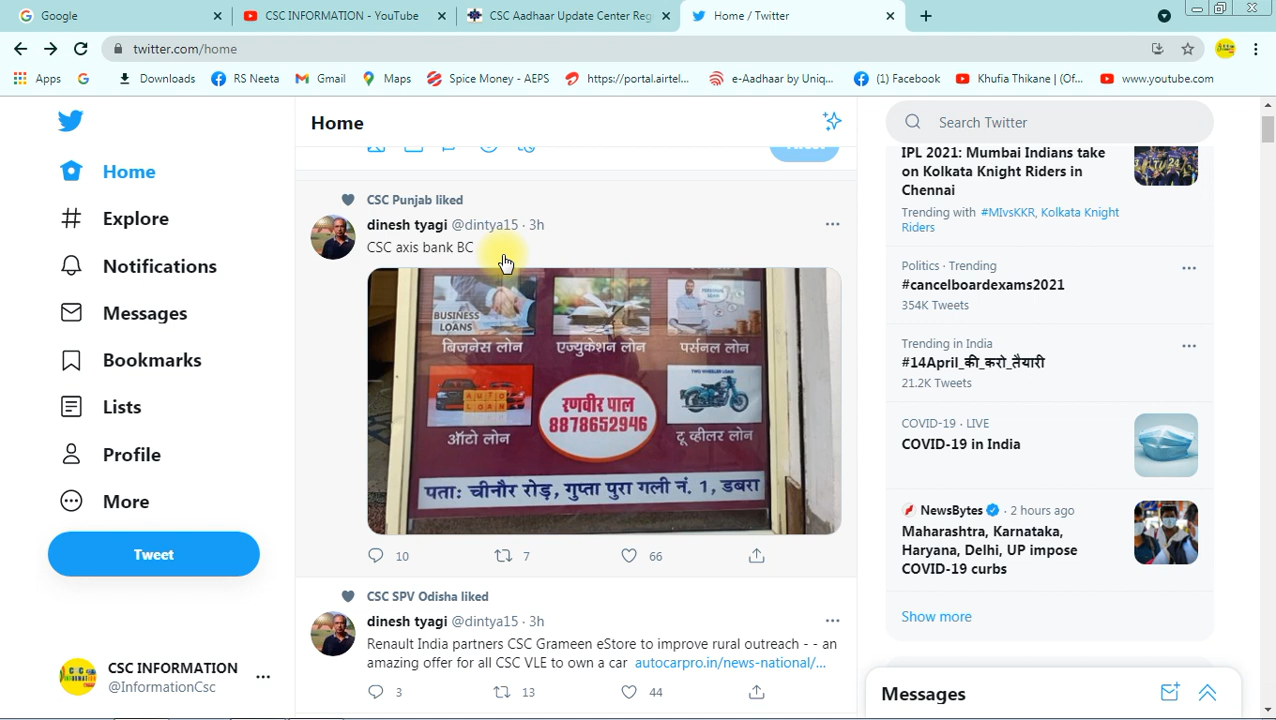 Google
CSC INFORMATION - YouTube
CSC Aadhaar Update Center Reg
Home / Twitter
twitter.com/home
Apps
Downloads
RS Neeta
Gmail
Maps
Spice Money - AEPS
https://portal.airtel...
e-Aadhaar by Uniq...
(1) Facebook
Khufia Thikane | (Of...
www.youtube.com
Home
Explore
Notifications
Messages
Bookmarks
Lists
Profile
More
Tweet
CSC INFORMATION
@InformationCsc
Home
CSC Punjab liked
dinesh tyagi @dintya15 · 3h
CSC axis bank BC
BUSINESS
LOANS
बिजनेस लोन
एज्युकेशन लोन
पर्सनल लोन
AUTO
LOAN
ऑटो लोन
रणवीर पाल
8878652946
टू व्हीलर लोन
पताः चीनौर रोड़, गुप्ता पुरा गली नं. 1, डबरा
10
7
66
CSC SPV Odisha liked
dinesh tyagi @dintya15 · 3h
Renault India partners CSC Grameen eStore to improve rural outreach - - an
amazing offer for all CSC VLE to own a car autocarpro.in/news-national/...
3
13
44
Search Twitter
IPL 2021: Mumbai Indians take
on Kolkata Knight Riders in
Chennai
Trending with #MIvsKKR, Kolkata Knight
Riders
Politics · Trending
#cancelboardexams2021
354K Tweets
Trending in India
#14April_की_करो_तैयारी
21.2K Tweets
COVID-19 · LIVE
COVID-19 in India
NewsBytes · 2 hours ago
Maharashtra, Karnataka,
Haryana, Delhi, UP impose
COVID-19 curbs
Show more
Messages